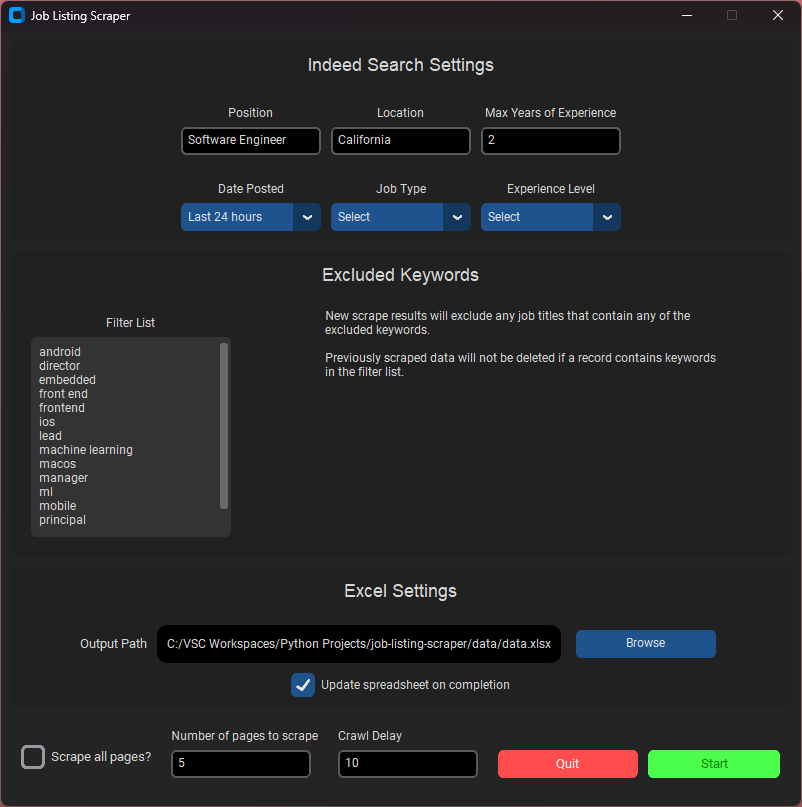 Job Listing Scraper
Indeed Search Settings
Position Location Max Years of Experience
Software Engineer California 2
Date Posted Job Type Experience Level
Last 24 hours Select Select
Excluded Keywords
Filter List
New scrape results will exclude any job titles that contain any of the
excluded keywords.
Previously scraped data will not be deleted if a record contains keywords
in the filter list.
android
director
embedded
front end
frontend
ios
lead
machine learning
macos
manager
ml
mobile
principal
Excel Settings
Output Path C:/VSC Workspaces/Python Projects/job-listing-scraper/data/data.xlsx Browse
Update spreadsheet on completion
Number of pages to scrape Crawl Delay
Scrape all pages? 5 10 Quit Start